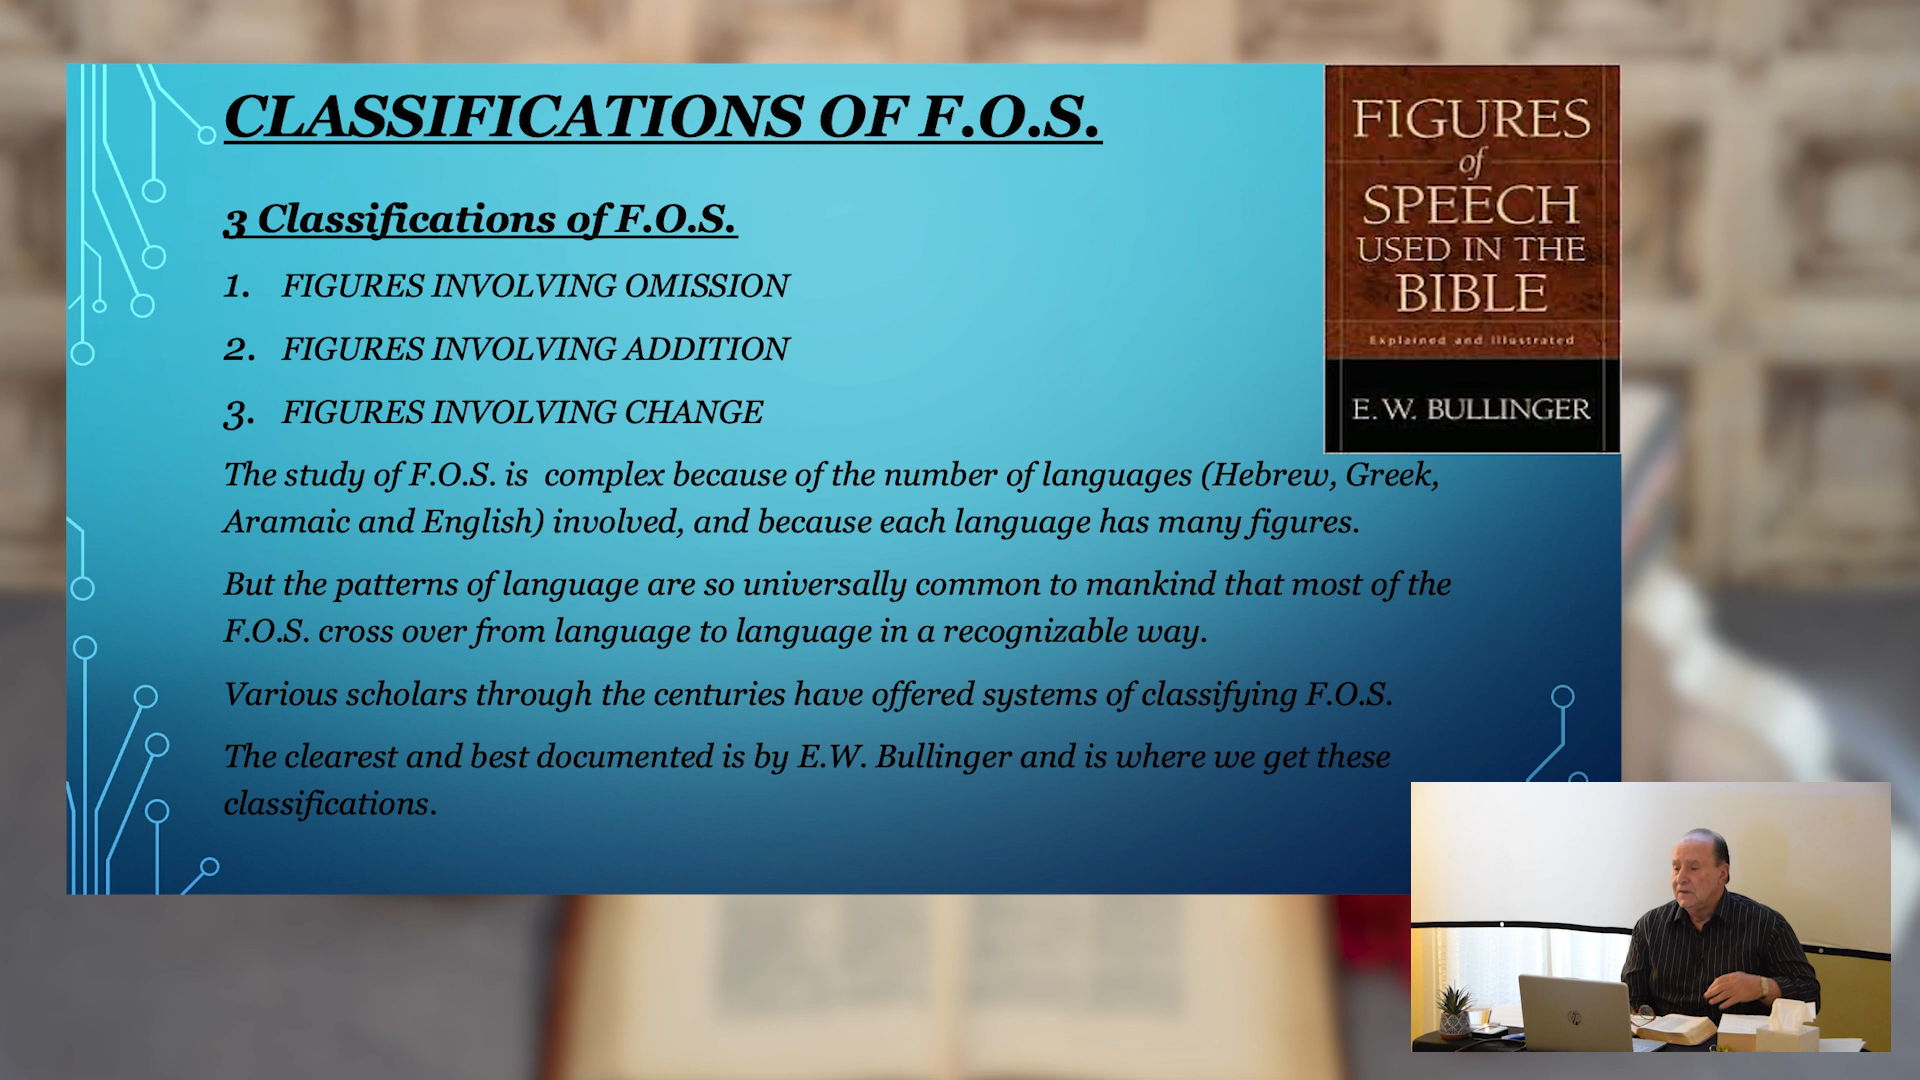 CLASSIFICATIONS OF F.O.S.
3 Classifications of F.O.S.
1. FIGURES INVOLVING OMISSION
2. FIGURES INVOLVING ADDITION
3. FIGURES INVOLVING CHANGE
The study of F.O.S. is complex because of the number of languages (Hebrew, Greek,
Aramaic and English) involved, and because each language has many figures.
But the patterns of language are so universally common to mankind that most of the
F.O.S. cross over from language to language in a recognizable way.
Various scholars through the centuries have offered systems of classifying F.O.S.
The clearest and best documented is by E.W. Bullinger and is where we get these
classifications.
FIGURES
of
SPEECH
USED IN THE
BIBLE
Explained and Illustrated
E.W. BULLINGER